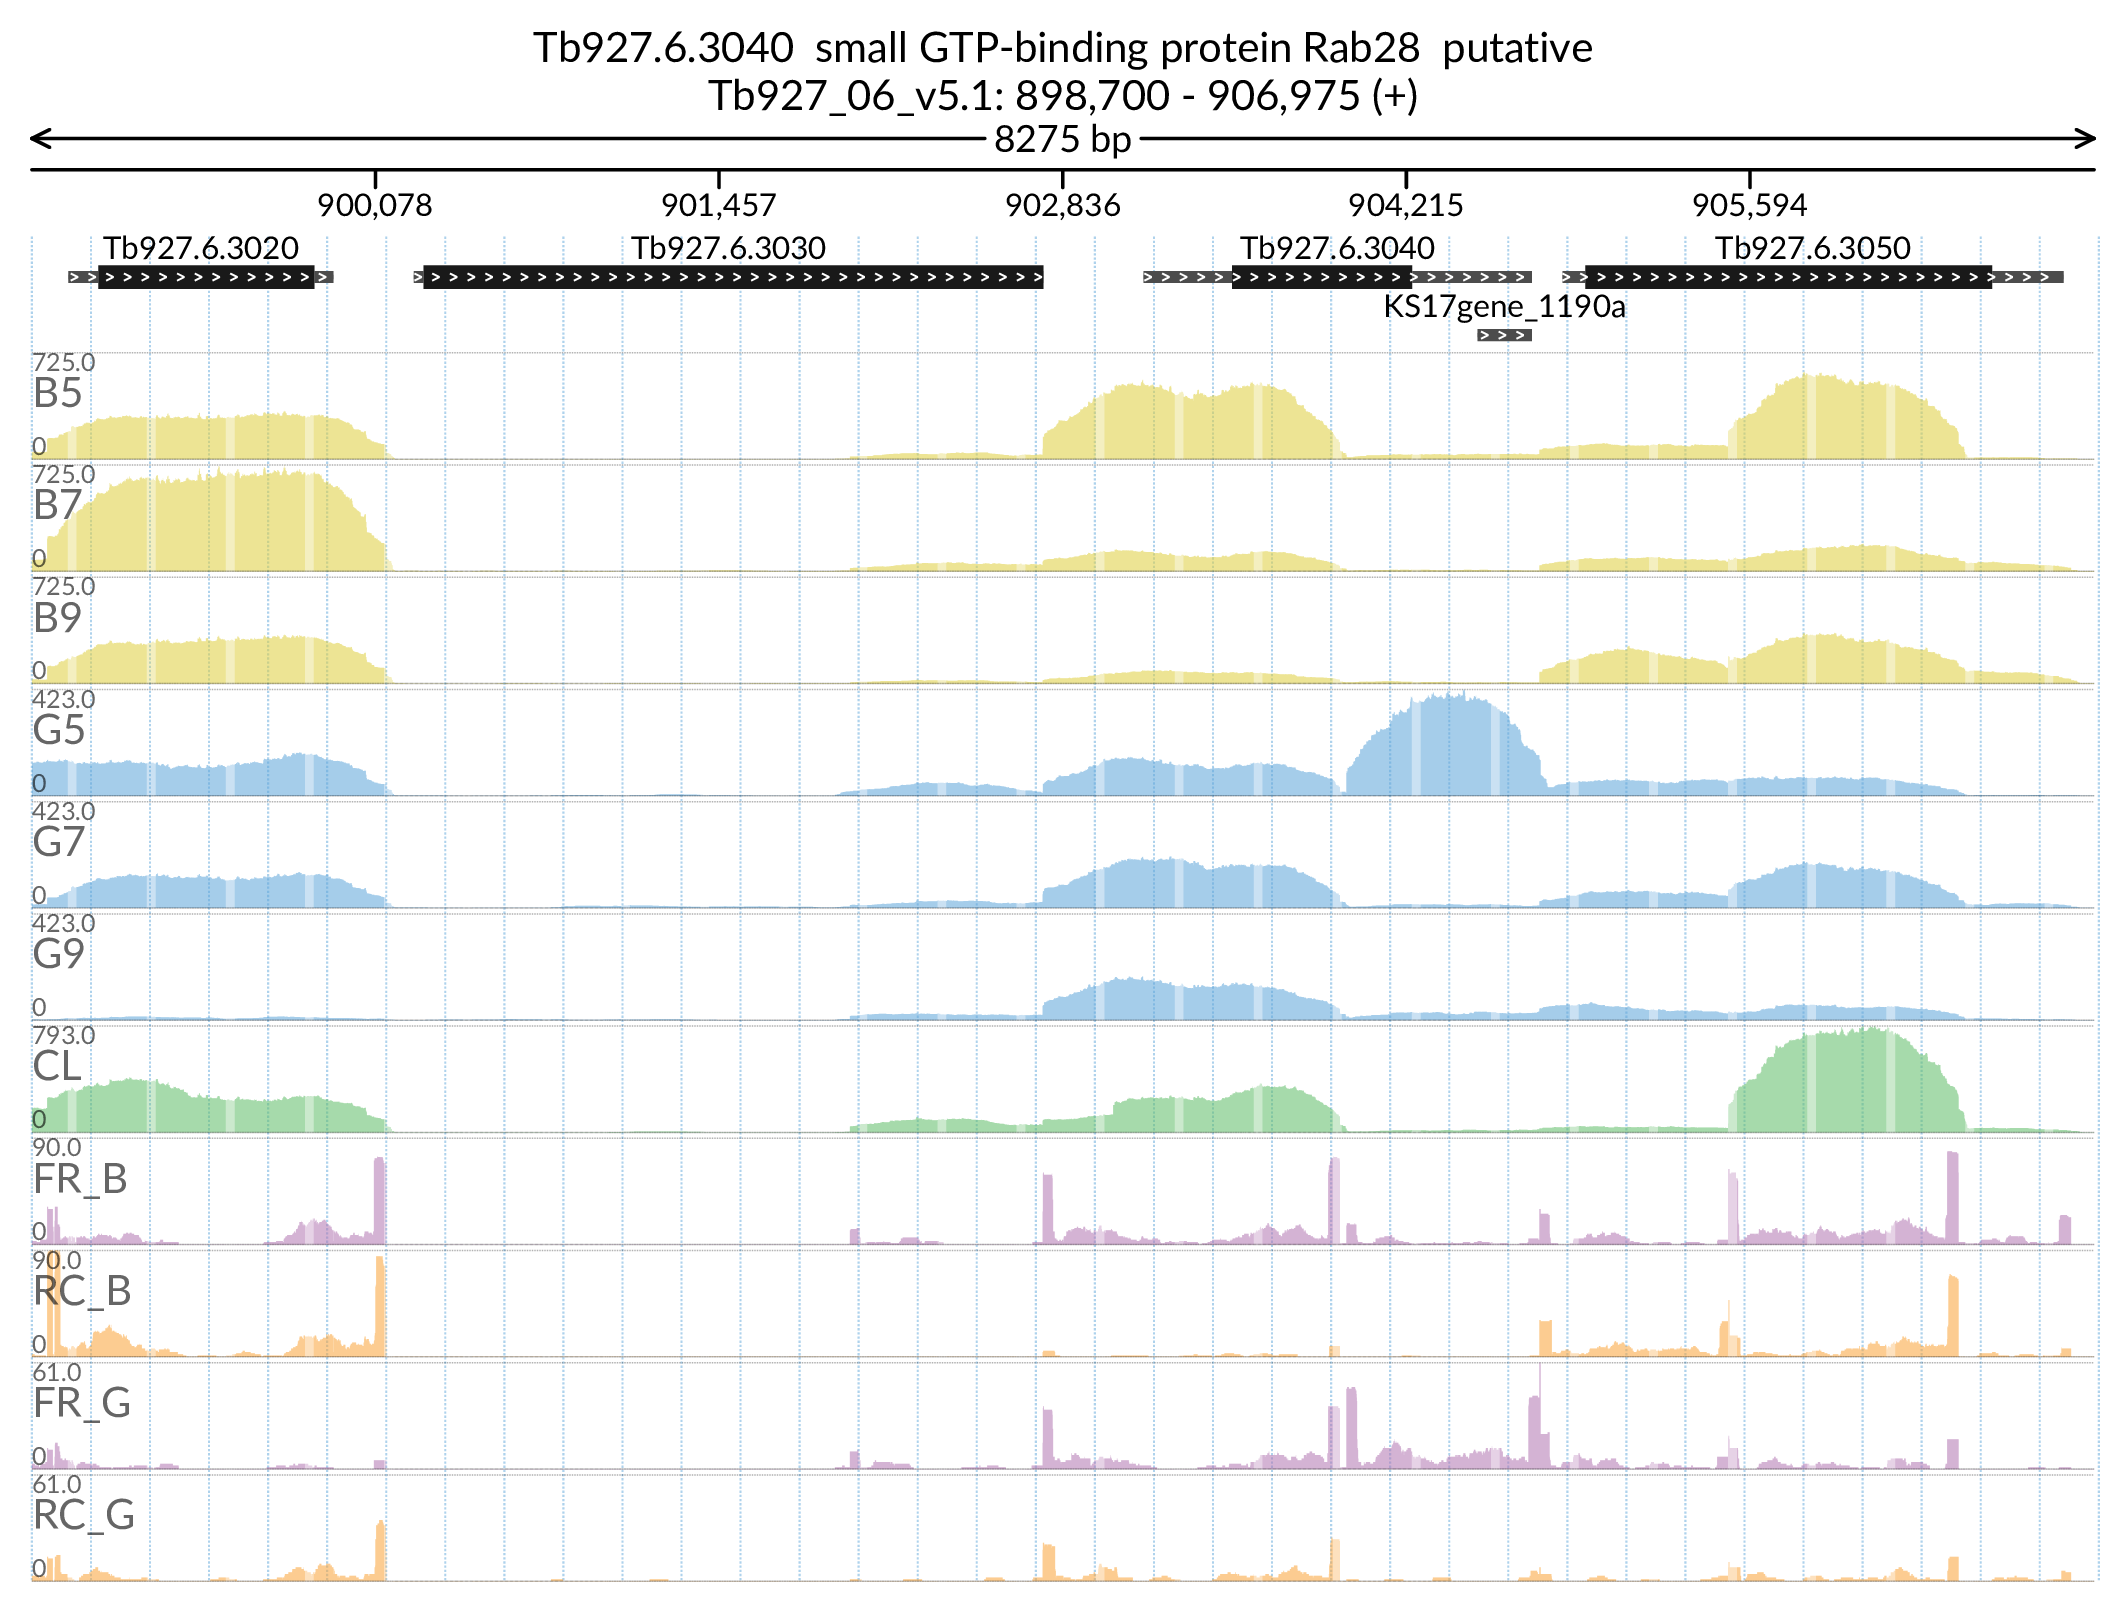 Tb927.6.3040 small GTP-binding protein Rab28 putative
Tb927_06_v5.1: 898,700 - 906,975 (+)
8275 bp
900,078 901,457 902,836 904,215 905,594
Tb927.6.3020 Tb927.6.3030 Tb927.6.3040 Tb927.6.3050
KS17gene_1190a
725.0
B5
0
725.0
B7
0
725.0
B9
0
423.0
G5
0
423.0
G7
0
423.0
G9
0
793.0
CL
0
90.0
FR_B
0
90.0
RC_B
0
61.0
FR_G
0
61.0
RC_G
0